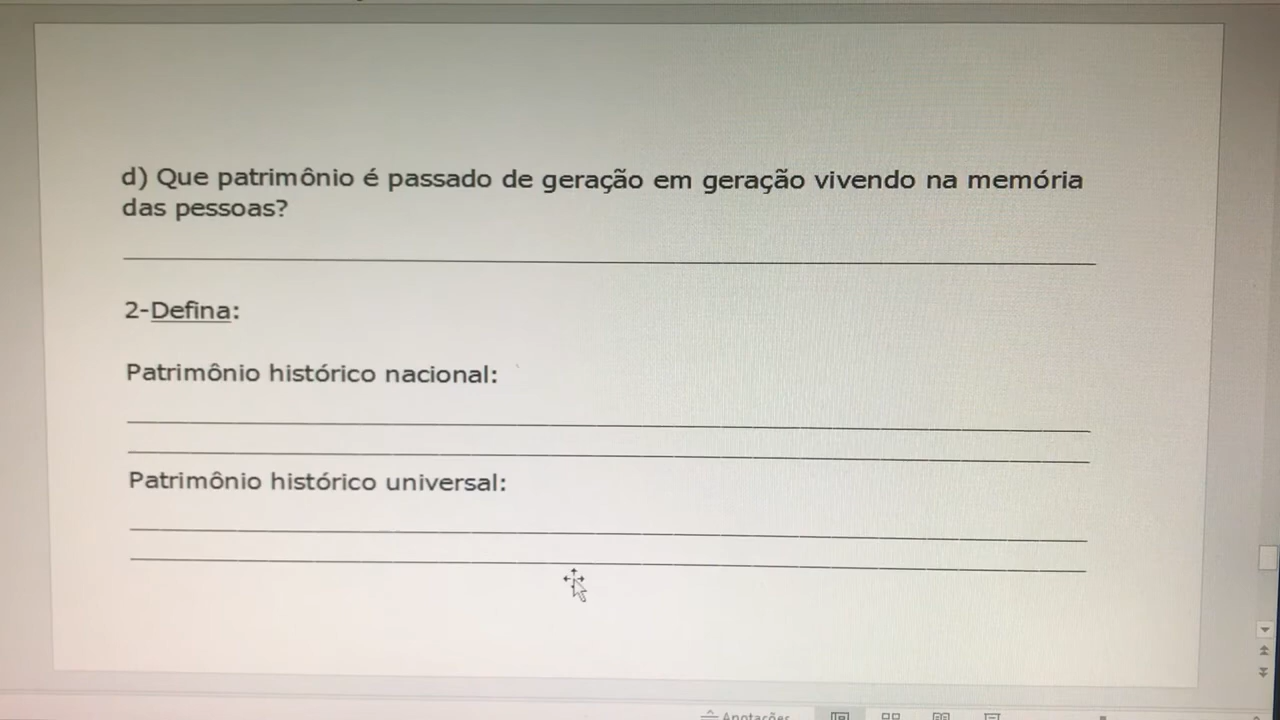 d) Que patrimônio é passado de geração em geração vivendo na memória
das pessoas?
2-Defina:
Patrimônio histórico nacional:
Patrimônio histórico universal:
Anotações